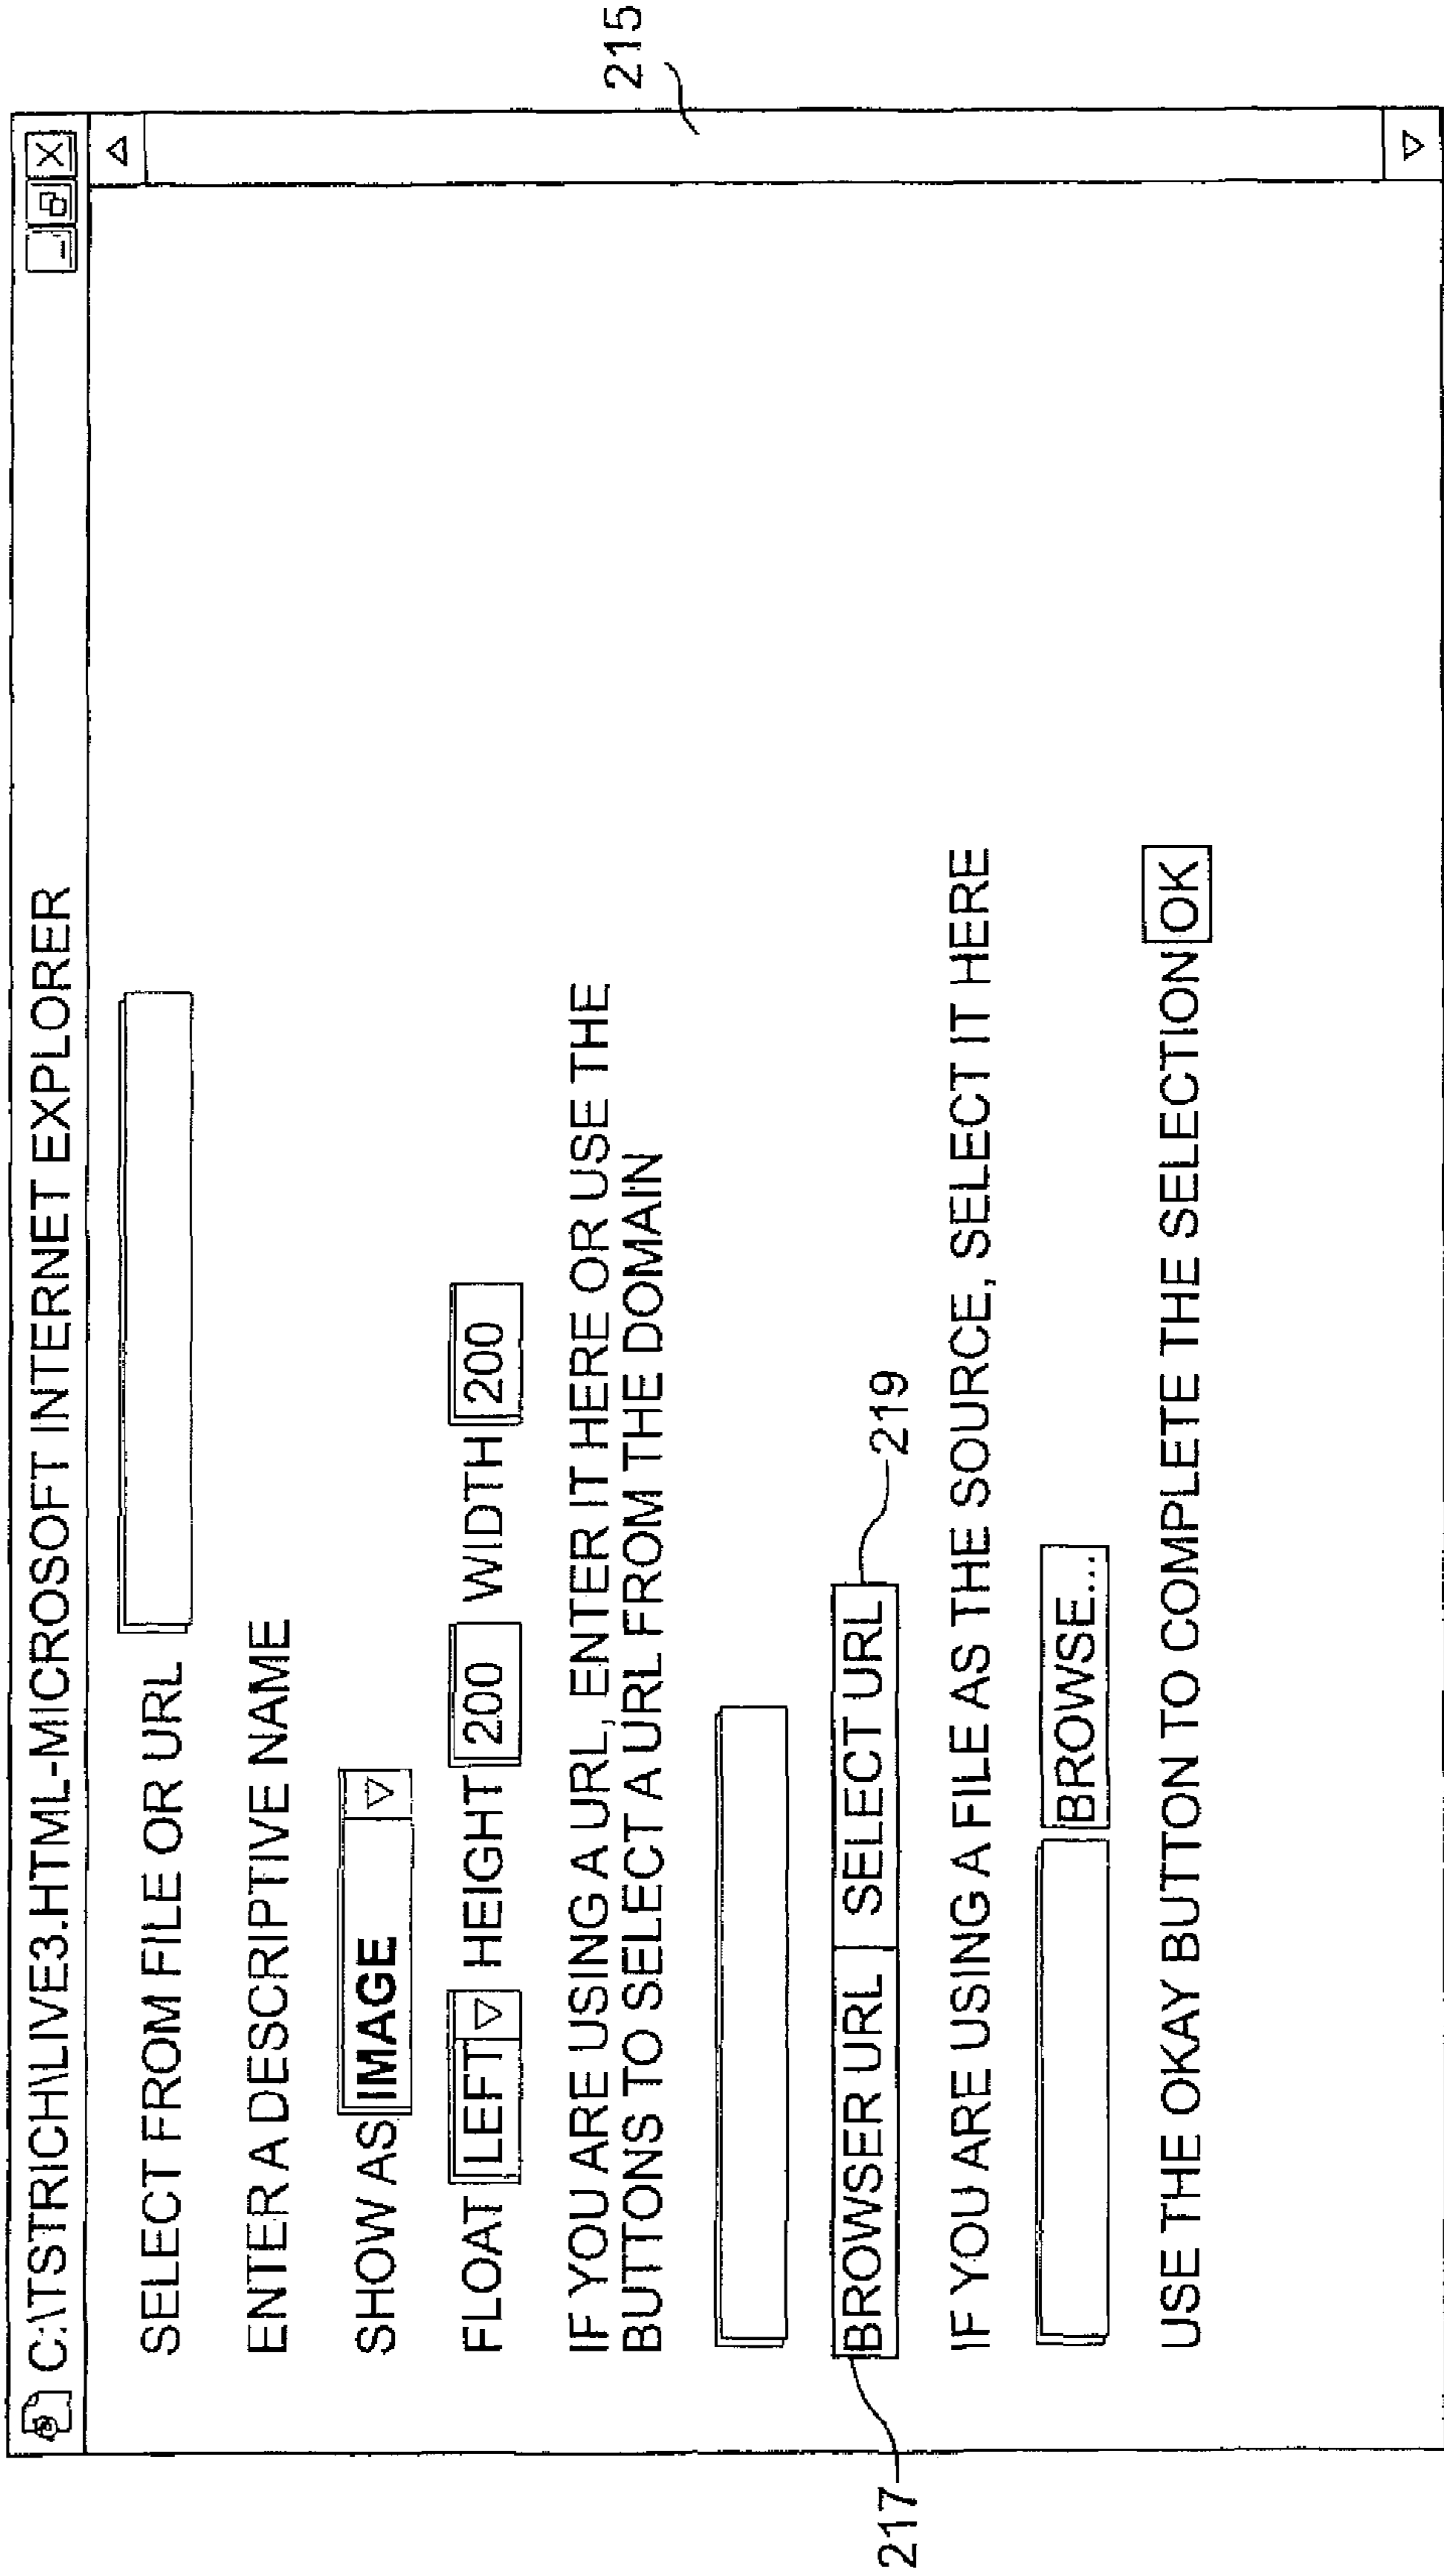 C:\TSTRICH\LIVE3.HTML-MICROSOFT INTERNET EXPLORER
SELECT FROM FILE OR URL
ENTER A DESCRIPTIVE NAME
SHOW AS IMAGE
FLOAT LEFT HEIGHT 200 WIDTH 200
IF YOU ARE USING A URL, ENTER IT HERE OR USE THE
BUTTONS TO SELECT A URL FROM THE DOMAIN
BROWSER URL SELECT URL
217
219
IF YOU ARE USING A FILE AS THE SOURCE, SELECT IT HERE
BROWSE...
USE THE OKAY BUTTON TO COMPLETE THE SELECTION OK
215